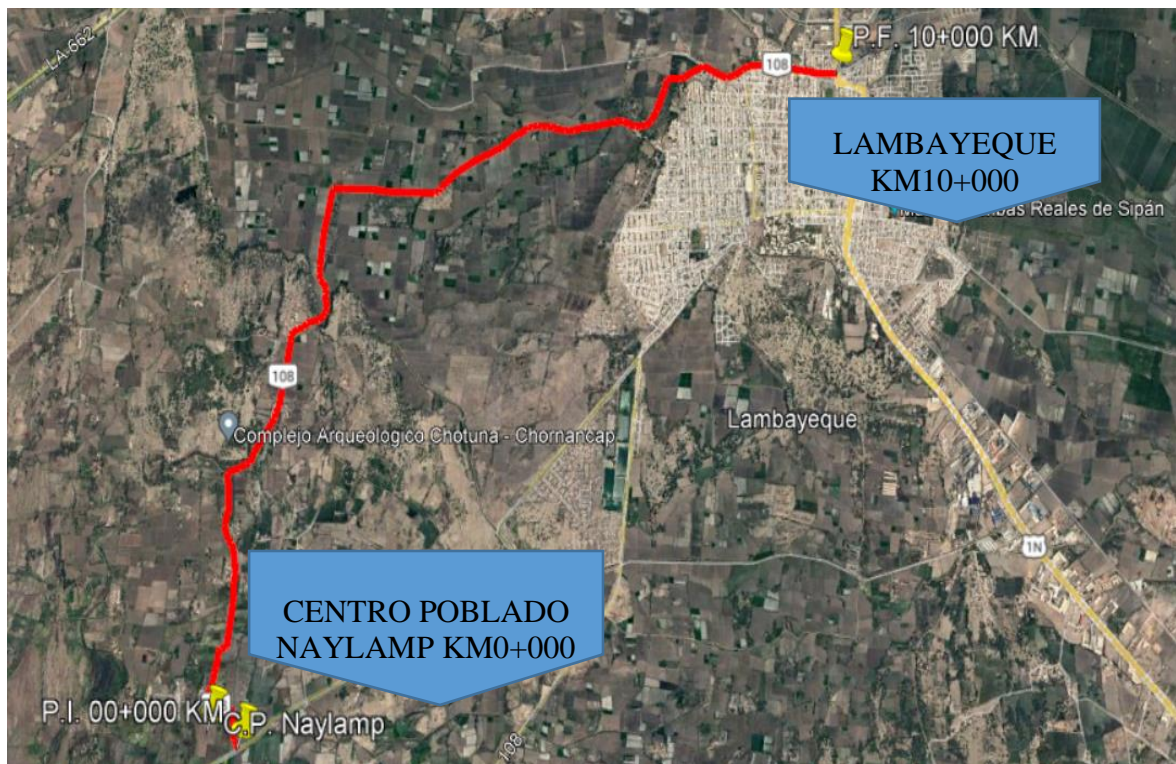 LA-662
108
P.F. 10+000 KM
LAMBAYEQUE
KM10+000
bas Reales de Sipán
108
Complejo Arqueologico Chotuna - Chornancap
Lambayeque
1N
CENTRO POBLADO
NAYLAMP KM0+000
P.I. 00+000 KM
C.P. Naylamp
108